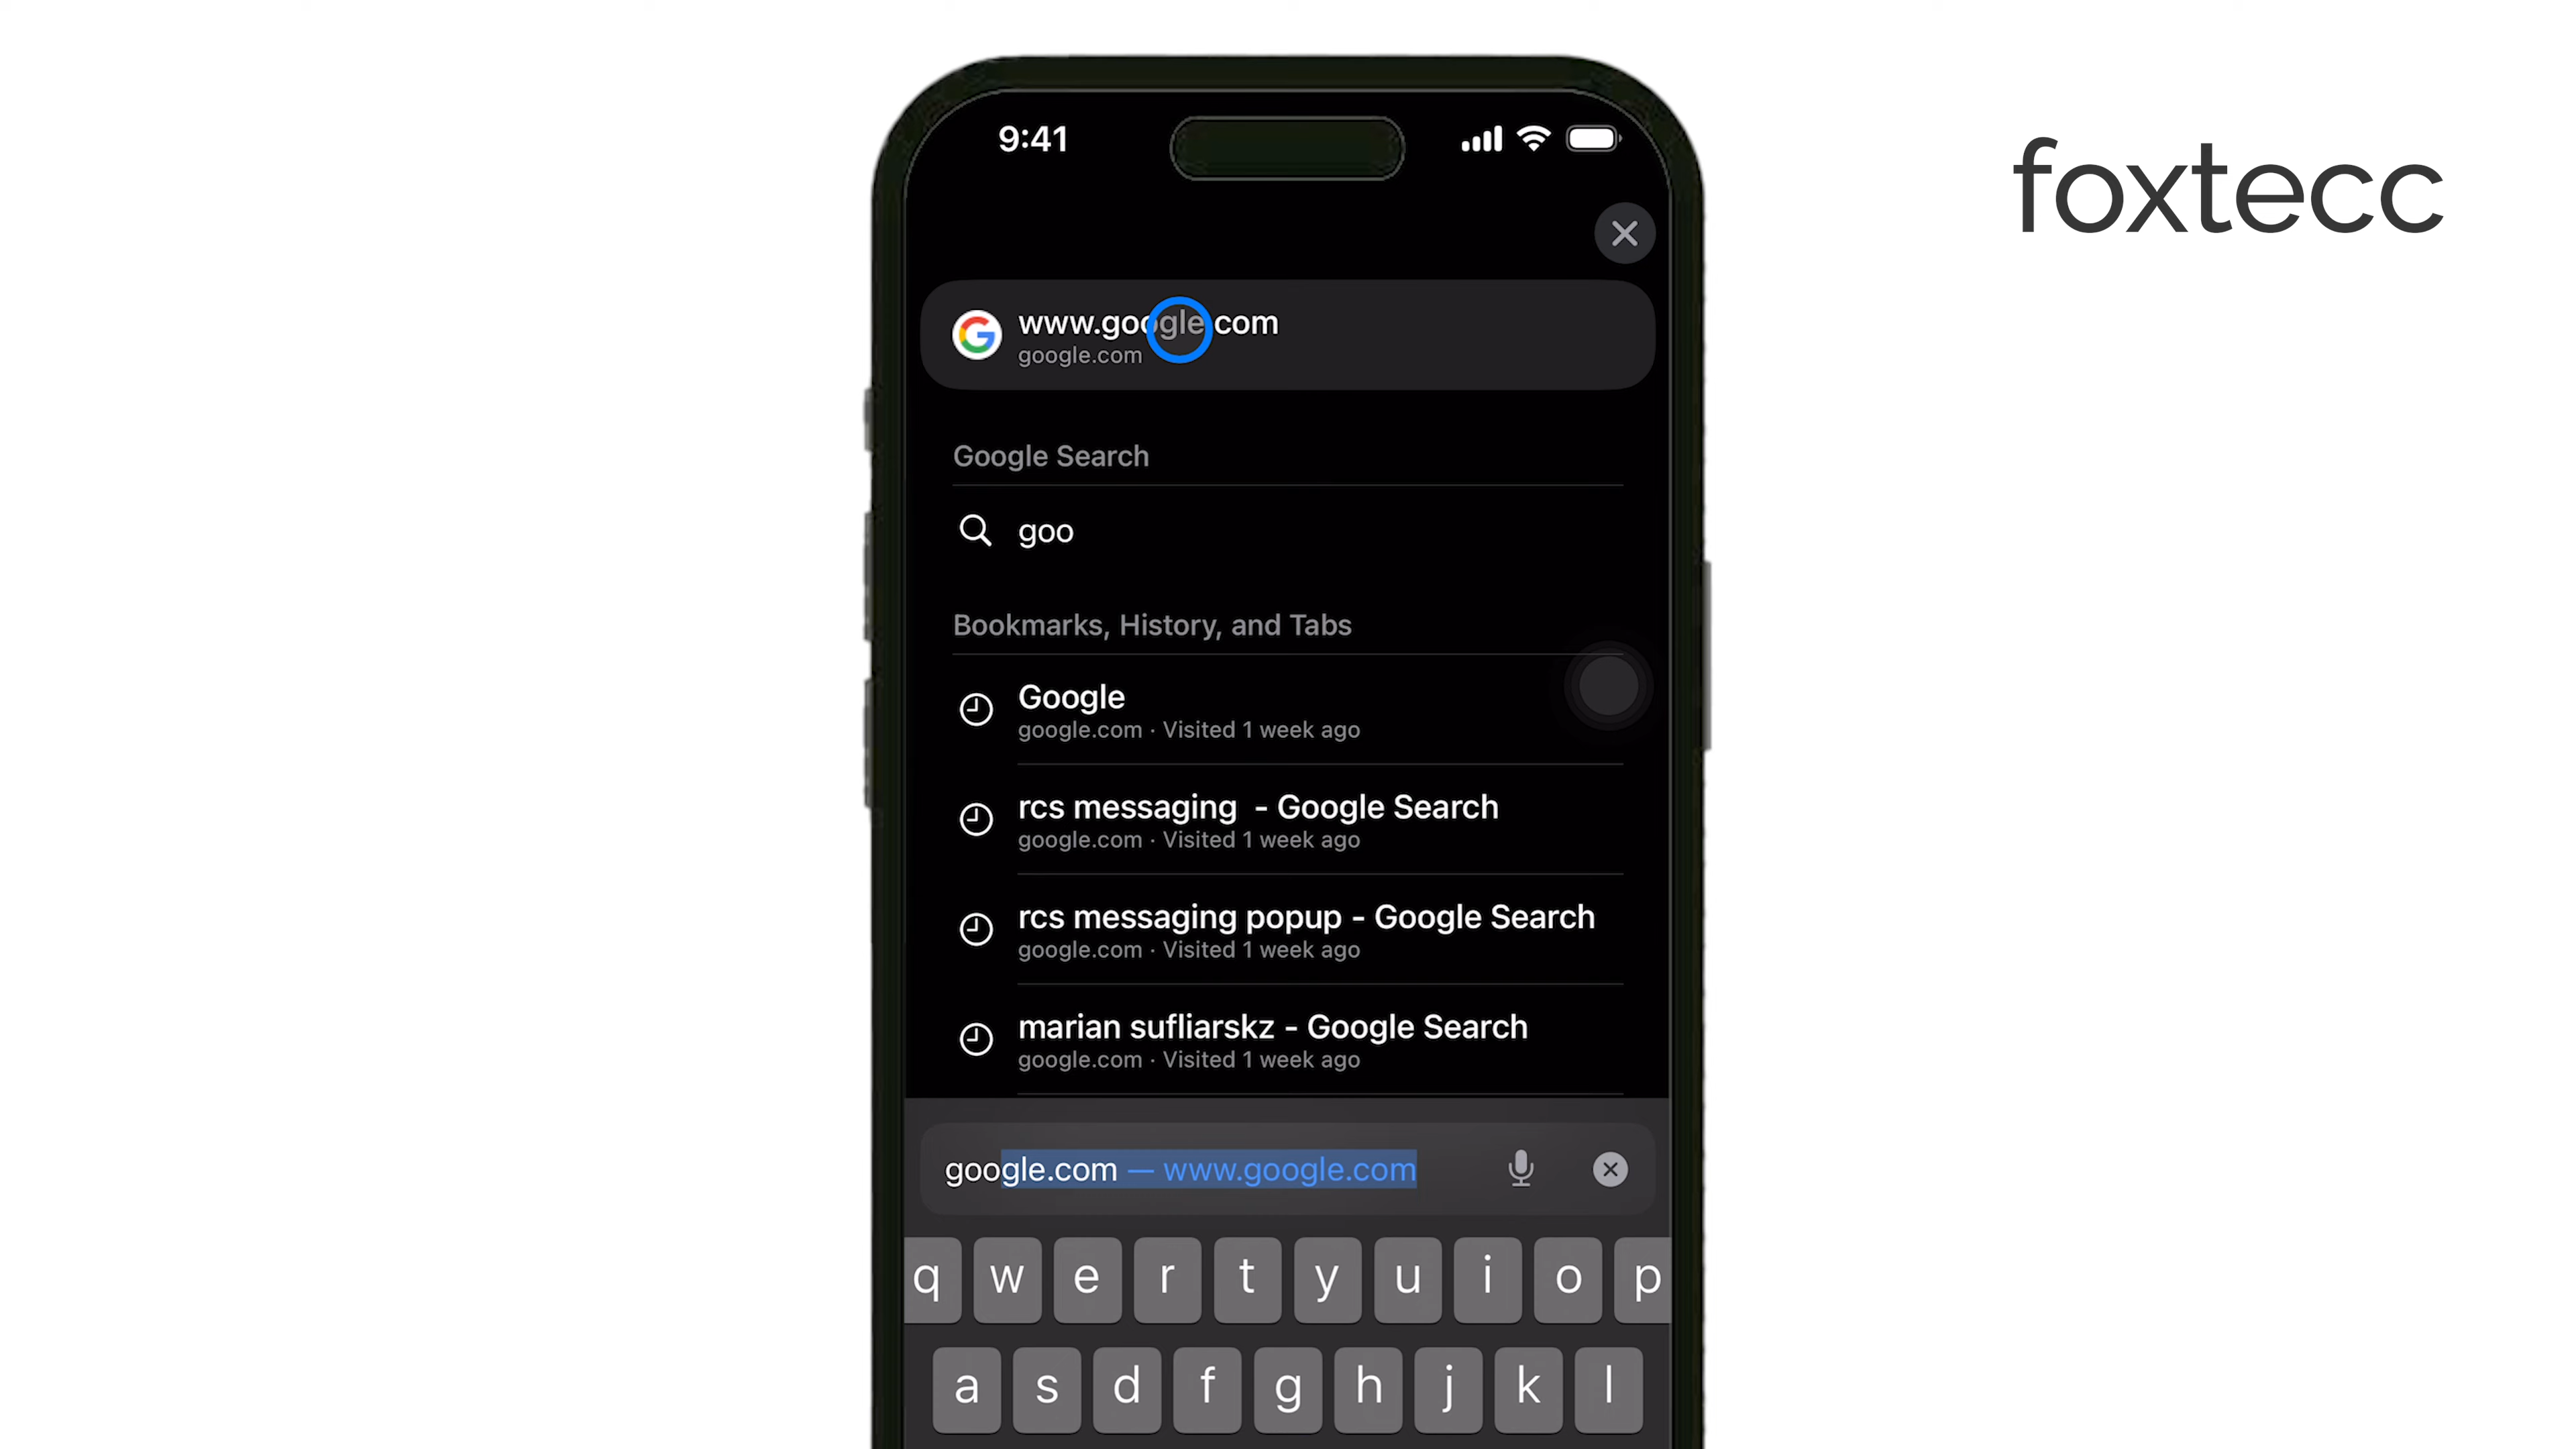 9:41
foxtecc
www.google.com
google.com
Google Search
goo
Bookmarks, History, and Tabs
Google
google.com · Visited 1 week ago
rcs messaging  - Google Search
google.com · Visited 1 week ago
rcs messaging popup - Google Search
google.com · Visited 1 week ago
marian sufliarskz - Google Search
google.com · Visited 1 week ago
google.com — www.google.com
q w e r t y u i o p
a s d f g h j k l